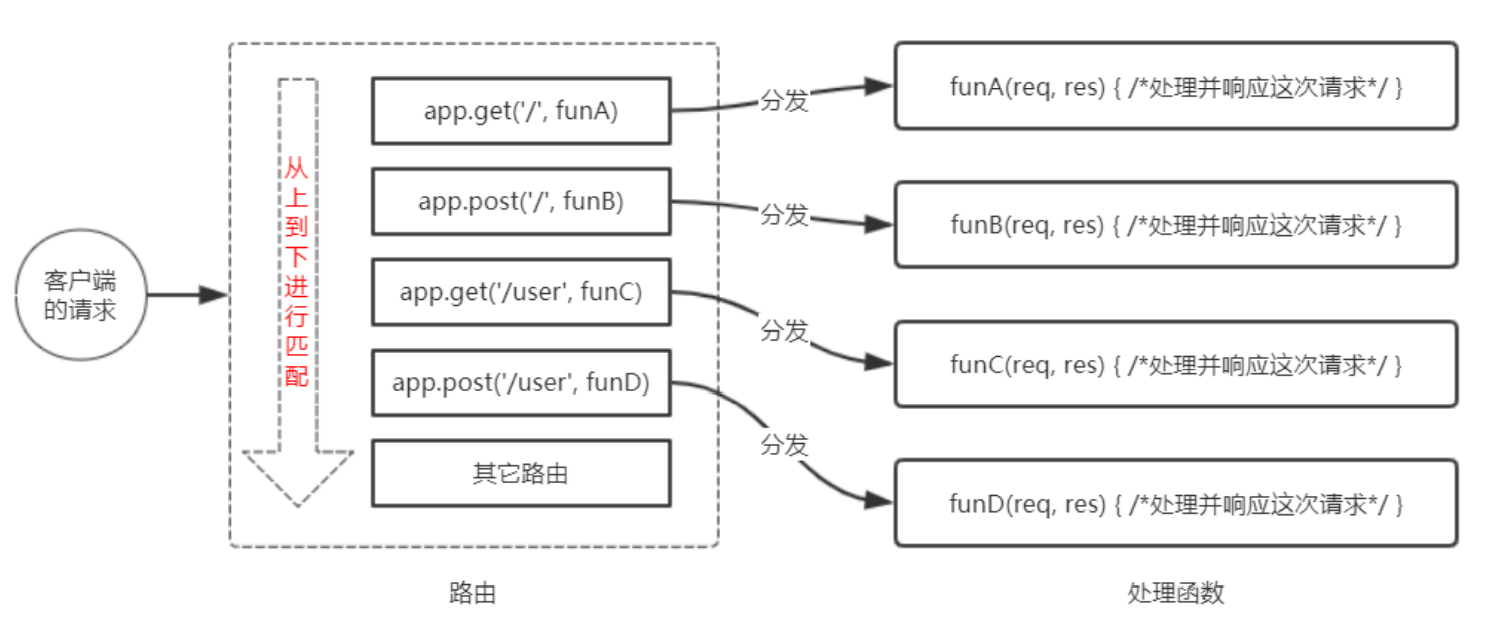 客户端
的请求
从上到下进行匹配
app.get('/', funA)
app.post('/', funB)
app.get('/user', funC)
app.post('/user', funD)
其它路由
分发
分发
分发
分发
funA(req, res) { /*处理并响应这次请求*/ }
funB(req, res) { /*处理并响应这次请求*/ }
funC(req, res) { /*处理并响应这次请求*/ }
funD(req, res) { /*处理并响应这次请求*/ }
路由
处理函数